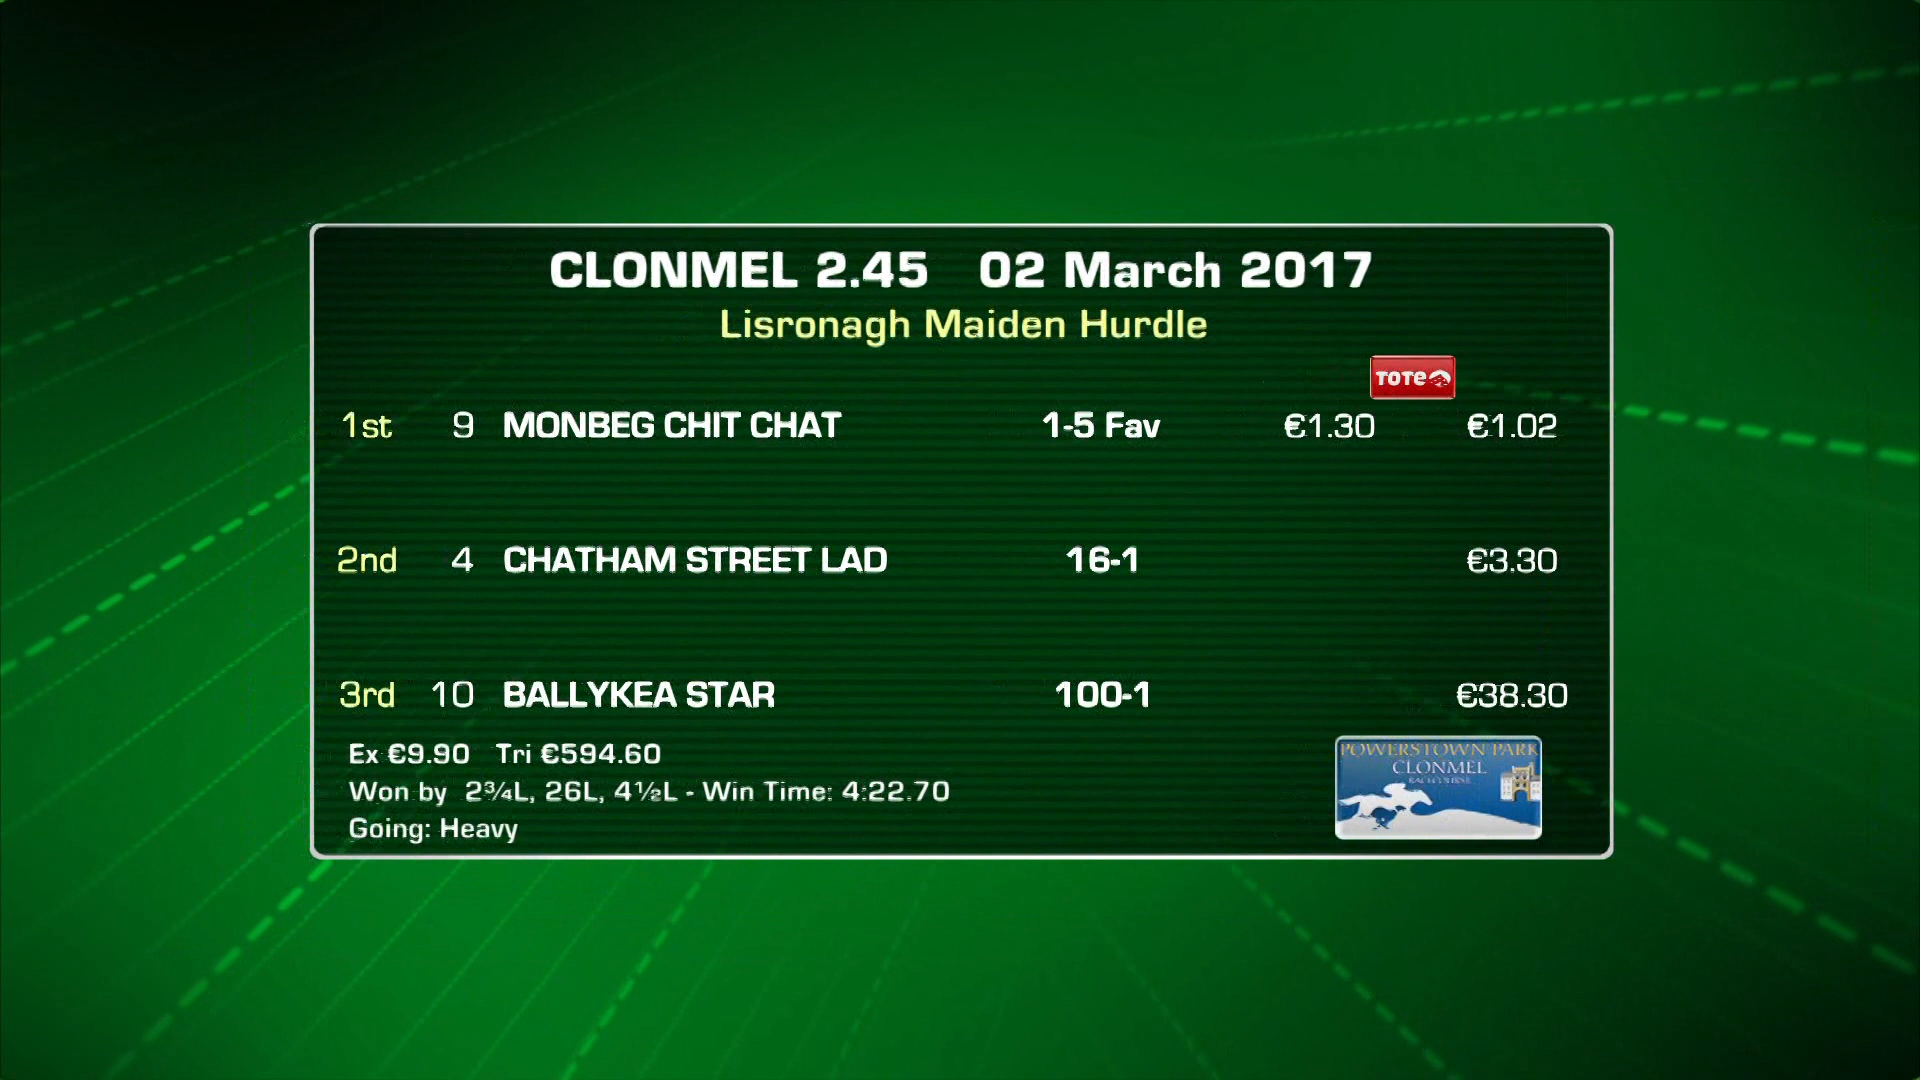 CLONMEL 2.45 02 March 2017
Lisronagh Maiden Hurdle
TOTE
1st 9 MONBEG CHIT CHAT 1-5 Fav €1.30 €1.02
2nd 4 CHATHAM STREET LAD 16-1 €3.30
3rd 10 BALLYKEA STAR 100-1 €38.30
Ex €9.90 Tri €594.60
Won by 2¾L, 26L, 4½L - Win Time: 4:22.70
Going: Heavy
POWERSTOWN PARK
CLONMEL
RACECOURSE